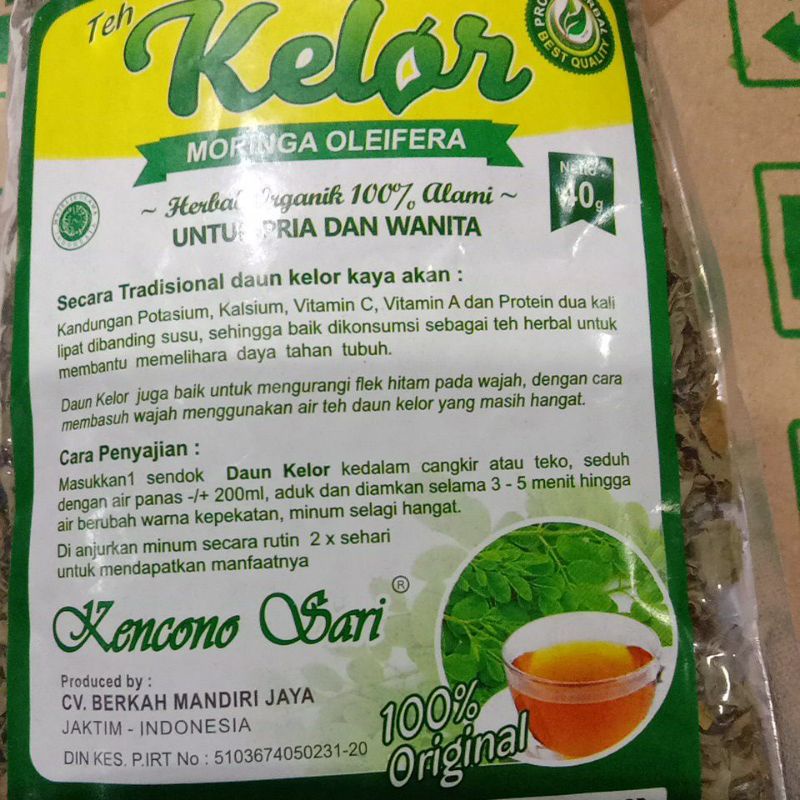 Teh
Kelor
BEST QUALITY
MORINGA OLEIFERA
~ Herbal Organik 100% Alami ~
UNTUK PRIA DAN WANITA
Netto
40g
Secara Tradisional daun kelor kaya akan :
Kandungan Potasium, Kalsium, Vitamin C, Vitamin A dan Protein dua kali
lipat dibanding susu, sehingga baik dikonsumsi sebagai teh herbal untuk
membantu memelihara daya tahan tubuh.
Daun Kelor juga baik untuk mengurangi flek hitam pada wajah, dengan cara
membasuh wajah menggunakan air teh daun kelor yang masih hangat.
Cara Penyajian :
Masukkan1 sendok Daun Kelor kedalam cangkir atau teko, seduh
dengan air panas -/+ 200ml, aduk dan diamkan selama 3 - 5 menit hingga
air berubah warna kepekatan, minum selagi hangat.
Di anjurkan minum secara rutin 2 x sehari
untuk mendapatkan manfaatnya
Kencono Sari ®
Produced by :
CV. BERKAH MANDIRI JAYA
JAKTIM - INDONESIA
DIN KES. P.IRT No : 5103674050231-20
100%
Original